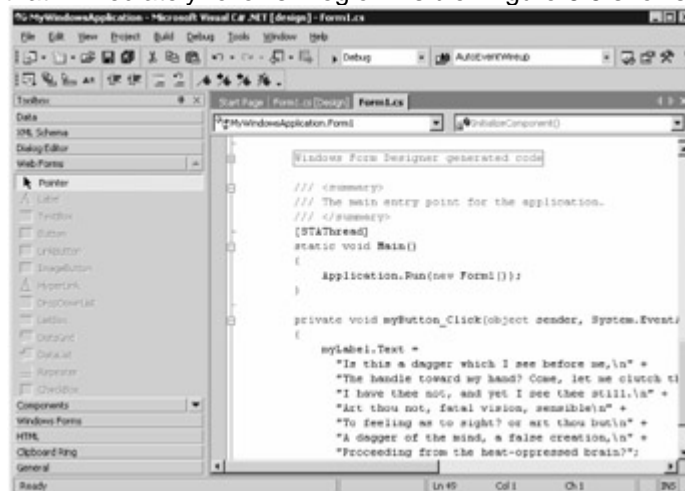 MyWindowsApplication - Microsoft Visual C# .NET [design] - Form1.cs
File Edit View Project Build Debug Tools Window Help
Debug AutoEventWireup
Toolbox
Start Page Form1.cs [Design] Form1.cs
Data
MyWindowsApplication.Form1 InitializeComponent()
XML Schema
Dialog Editor
Web Forms
Windows Form Designer generated code
Pointer
/// <summary>
Label
/// The main entry point for the application.
TextBox
/// </summary>
Button
[STAThread]
LinkButton
static void Main()
ImageButton
{
HyperLink
Application.Run(new Form1());
DropDownList
}
ListBox
private void myButton_Click(object sender, System.Event
DataGrid
{
DataList
myLabel.Text =
Repeater
"Is this a dagger which I see before me,\n" +
CheckBox
"The handle toward my hand? Come, let me clutch t
"I have thee not, and yet I see thee still.\n" +
Components
"Art thou not, fatal vision, sensible\n" +
Windows Forms
"To feeling as to sight? or art thou but\n" +
HTML
"A dagger of the mind, a false creation,\n" +
Clipboard Ring
"Proceeding from the heat-oppressed brain?";
General
Ready Ln 49 Col 1 Ch 1 INS